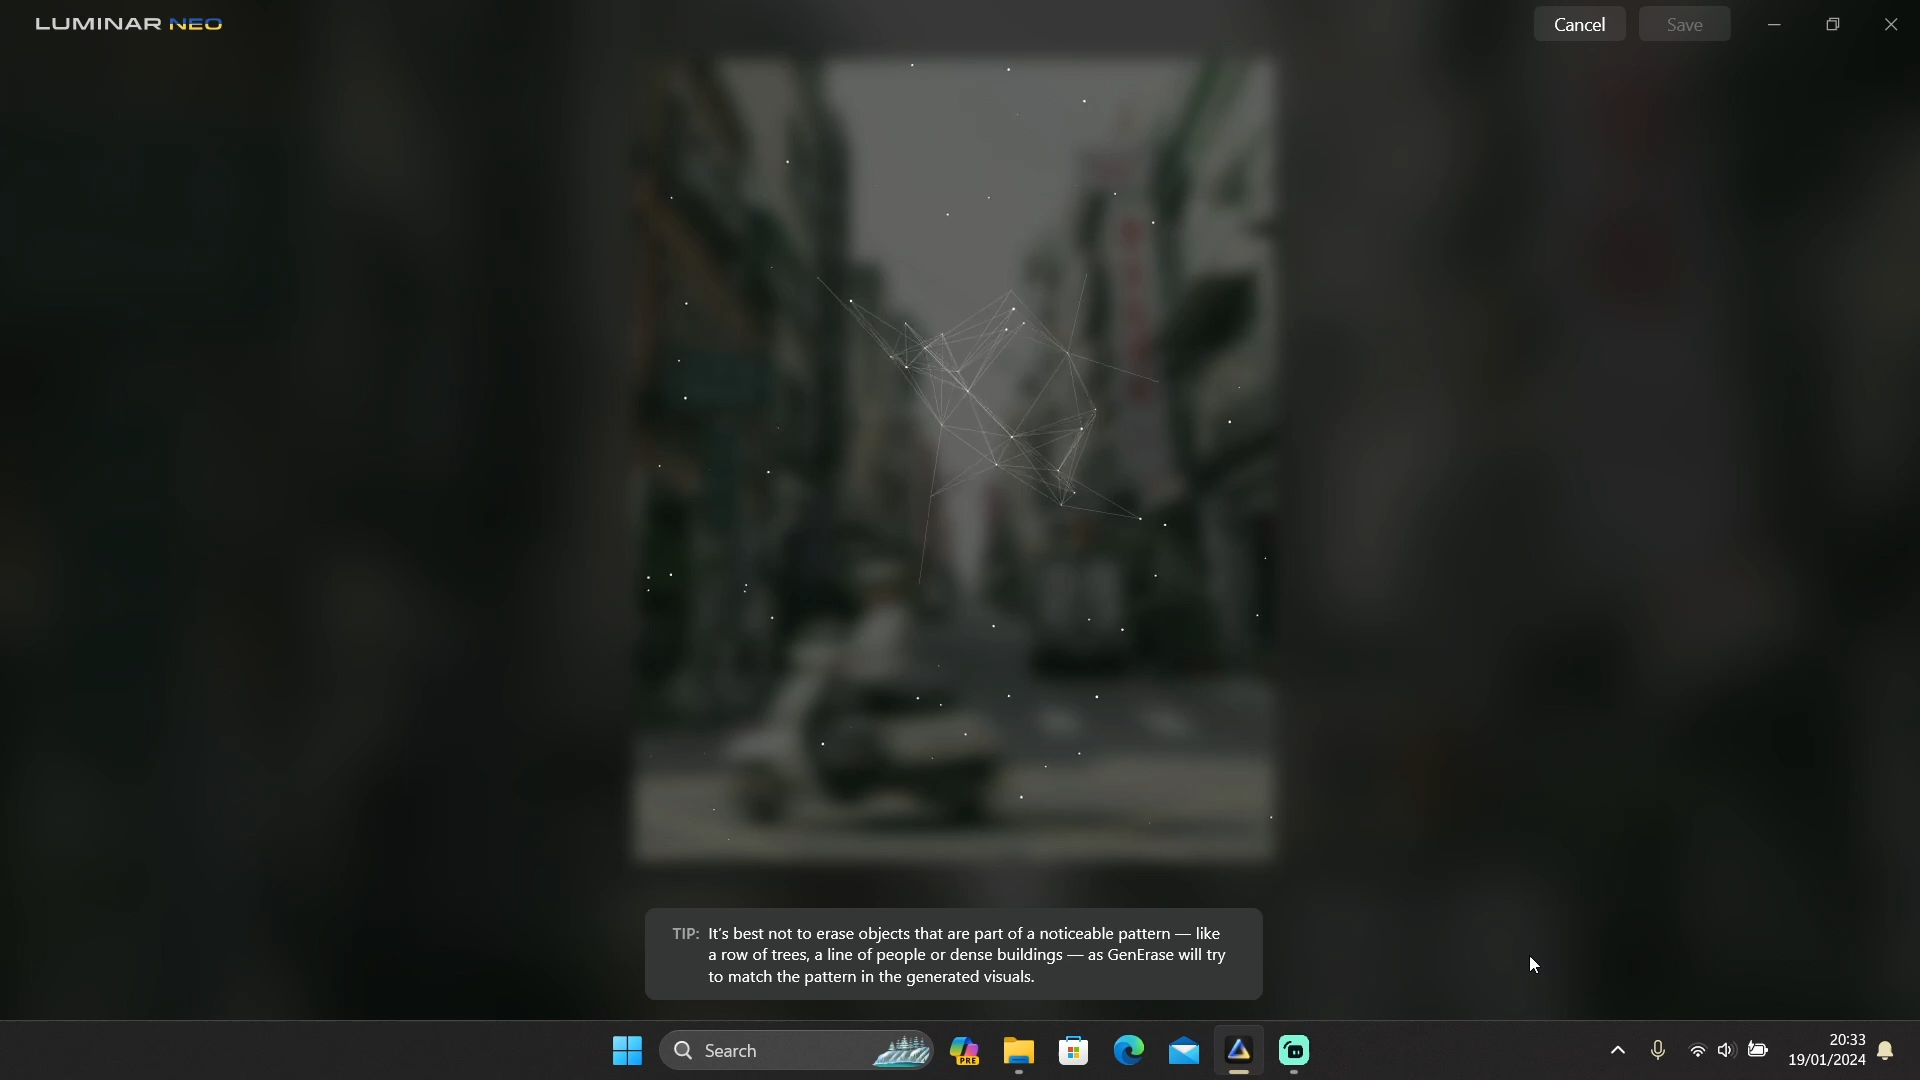 LUMINAR NEO
Cancel
Save
TIP: It's best not to erase objects that are part of a noticeable pattern — like
a row of trees, a line of people or dense buildings — as GenErase will try
to match the pattern in the generated visuals.
Search
PRE
20:33
19/01/2024